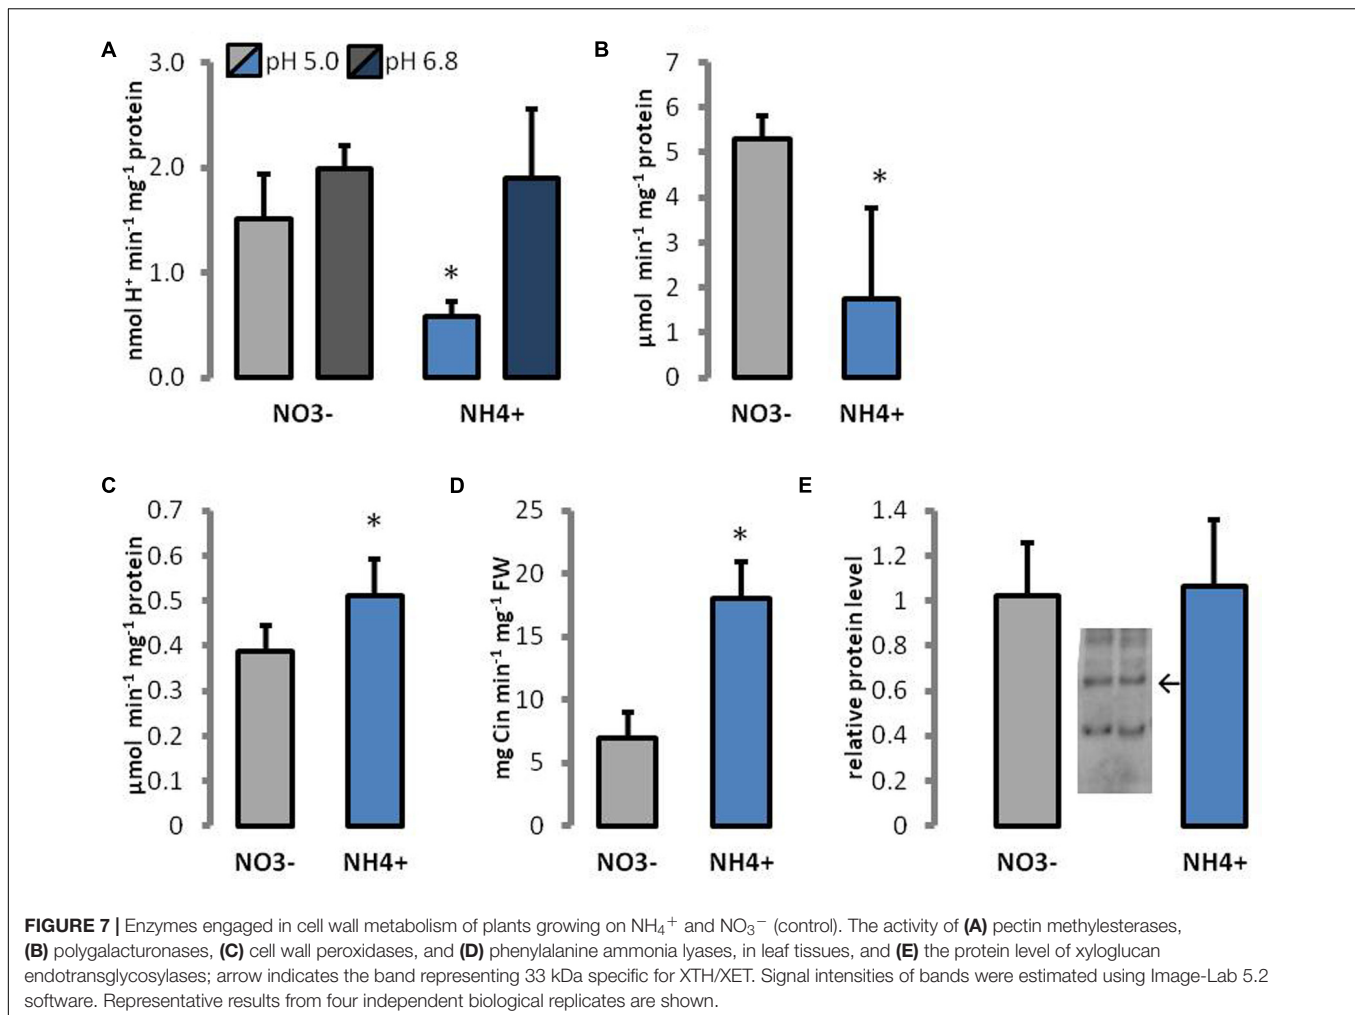 A
pH 5.0 pH 6.8
nmol H⁺ min⁻¹ mg⁻¹ protein
3.0
2.0
1.0
0.0
*
NO3- NH4+
B
μmol min⁻¹ mg⁻¹ protein
7
6
5
4
3
2
1
0
*
NO3- NH4+
C
μmol min⁻¹ mg⁻¹ protein
0.7
0.6
0.5
0.4
0.3
0.2
0.1
0
*
NO3- NH4+
D
mg Cin min⁻¹ mg⁻¹ FW
25
20
15
10
5
0
*
NO3- NH4+
E
relative protein level
1.4
1.2
1
0.8
0.6
0.4
0.2
0
NO3- NH4+
FIGURE 7 | Enzymes engaged in cell wall metabolism of plants growing on NH₄⁺ and NO₃⁻ (control). The activity of (A) pectin methylesterases,
(B) polygalacturonases, (C) cell wall peroxidases, and (D) phenylalanine ammonia lyases, in leaf tissues, and (E) the protein level of xyloglucan
endotransglycosylases; arrow indicates the band representing 33 kDa specific for XTH/XET. Signal intensities of bands were estimated using Image-Lab 5.2
software. Representative results from four independent biological replicates are shown.